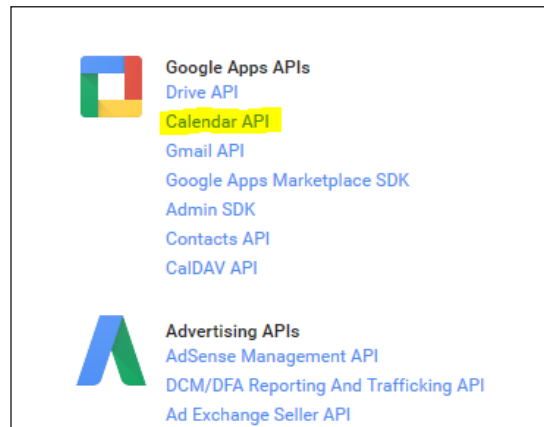 Google Apps APIs
Drive API
Calendar API
Gmail API
Google Apps Marketplace SDK
Admin SDK
Contacts API
CalDAV API
Advertising APIs
AdSense Management API
DCM/DFA Reporting And Trafficking API
Ad Exchange Seller API